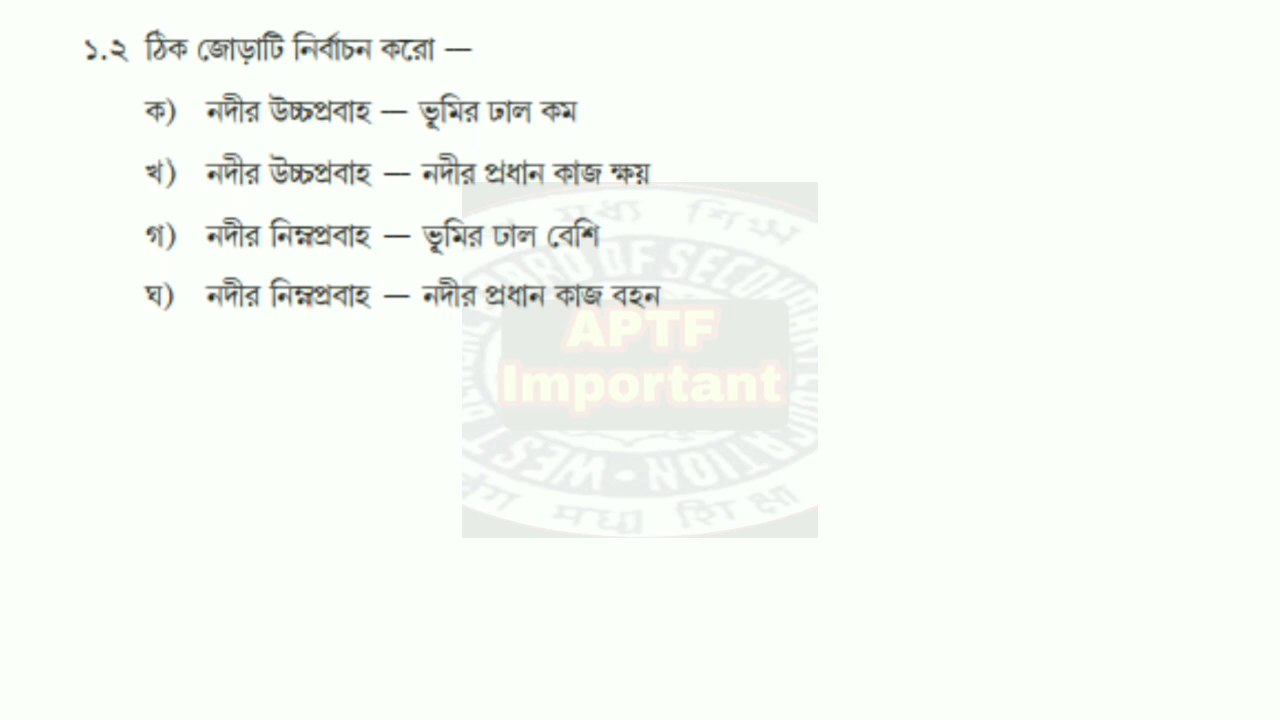 ১.২ ঠিক জোড়াটি নির্বাচন করো —
ক) নদীর উচ্চপ্রবাহ — ভূমির ঢাল কম
খ) নদীর উচ্চপ্রবাহ — নদীর প্রধান কাজ ক্ষয়
গ) নদীর নিম্নপ্রবাহ — ভূমির ঢাল বেশি
ঘ) নদীর নিম্নপ্রবাহ — নদীর প্রধান কাজ বহন
APTF
Important